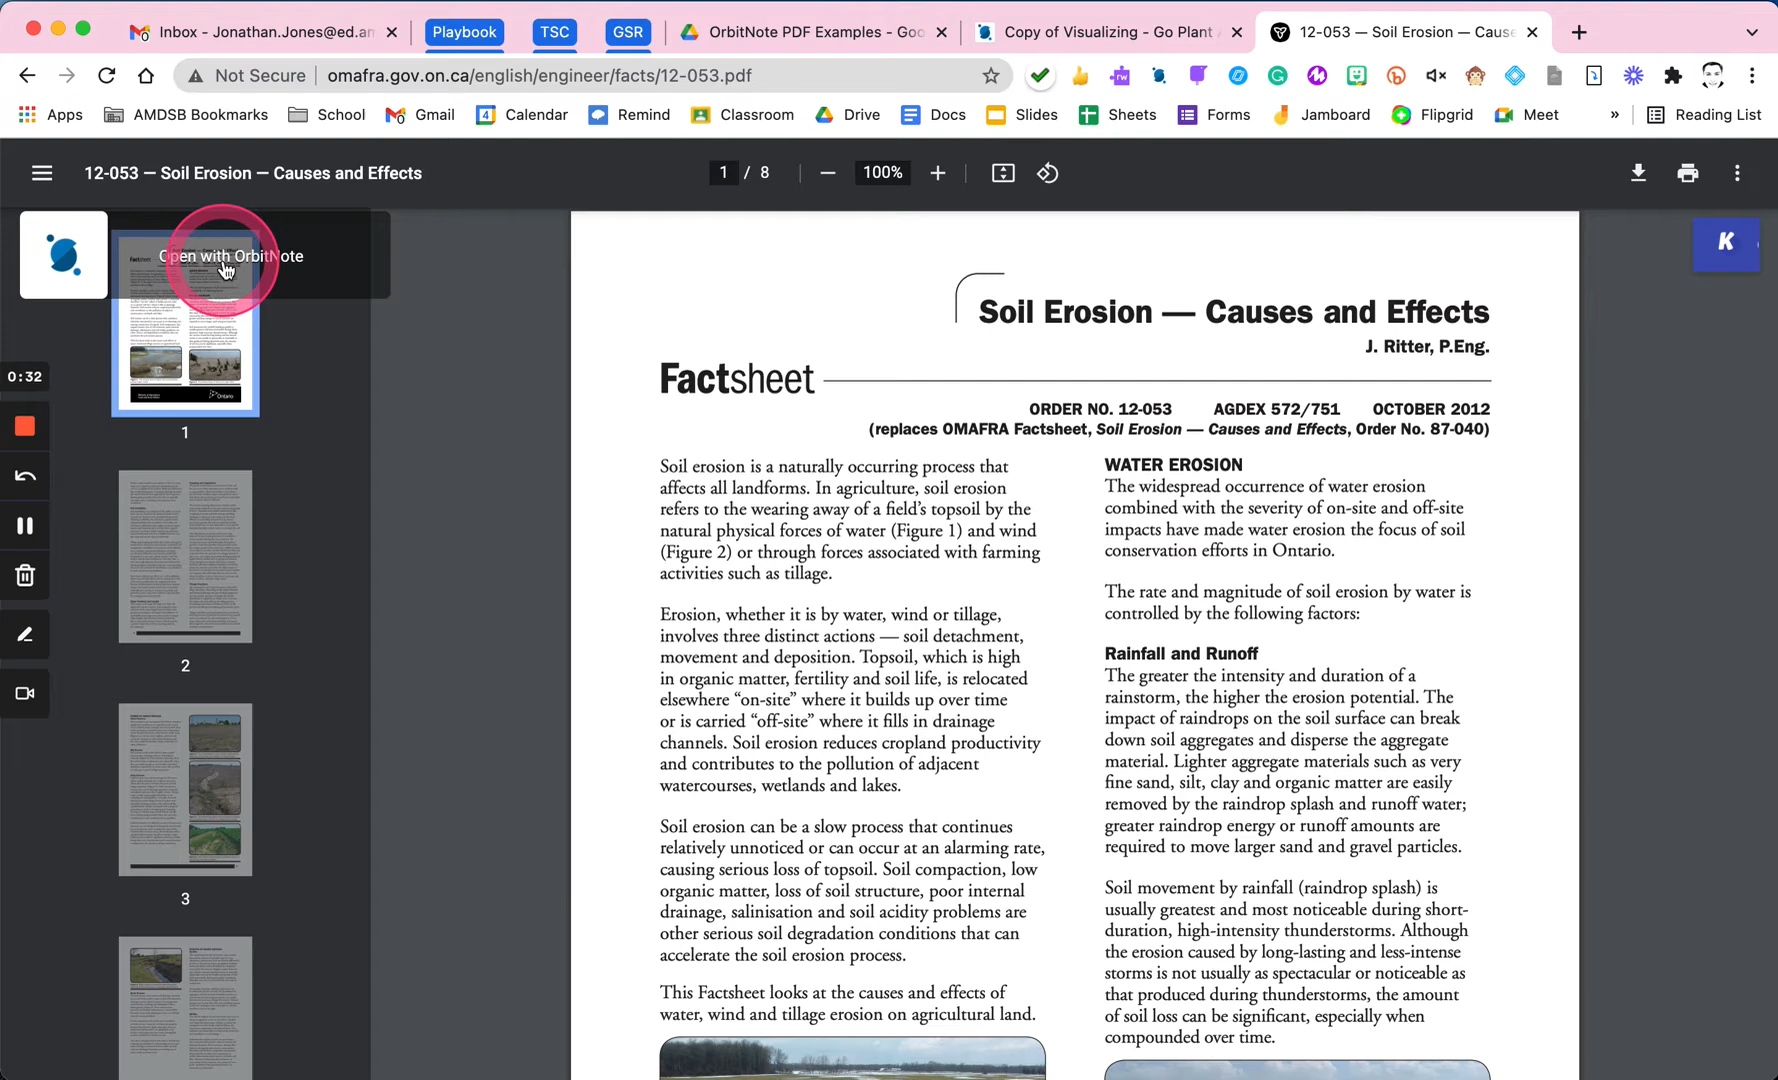 Inbox - Jonathan.Jones@ed.am
Playbook
TSC
GSR
OrbitNote PDF Examples - Goo
Copy of Visualizing - Go Plant
12-053 — Soil Erosion — Cause
Not Secure
omafra.gov.on.ca/english/engineer/facts/12-053.pdf
Apps
AMDSB Bookmarks
School
Gmail
Calendar
Remind
Classroom
Drive
Docs
Slides
Sheets
Forms
Jamboard
Flipgrid
Meet
»
Reading List
12-053 — Soil Erosion — Causes and Effects
1 / 8
100%
Open with OrbitNote
0:32
1
2
3
K
Soil Erosion — Causes and Effects
J. Ritter, P.Eng.
Factsheet
ORDER NO. 12-053 AGDEX 572/751 OCTOBER 2012
(replaces OMAFRA Factsheet, Soil Erosion — Causes and Effects, Order No. 87-040)
Soil erosion is a naturally occurring process that
affects all landforms. In agriculture, soil erosion
refers to the wearing away of a field's topsoil by the
natural physical forces of water (Figure 1) and wind
(Figure 2) or through forces associated with farming
activities such as tillage.
Erosion, whether it is by water, wind or tillage,
involves three distinct actions — soil detachment,
movement and deposition. Topsoil, which is high
in organic matter, fertility and soil life, is relocated
elsewhere “on-site” where it builds up over time
or is carried “off-site” where it fills in drainage
channels. Soil erosion reduces cropland productivity
and contributes to the pollution of adjacent
watercourses, wetlands and lakes.
Soil erosion can be a slow process that continues
relatively unnoticed or can occur at an alarming rate,
causing serious loss of topsoil. Soil compaction, low
organic matter, loss of soil structure, poor internal
drainage, salinisation and soil acidity problems are
other serious soil degradation conditions that can
accelerate the soil erosion process.
This Factsheet looks at the causes and effects of
water, wind and tillage erosion on agricultural land.
WATER EROSION
The widespread occurrence of water erosion
combined with the severity of on-site and off-site
impacts have made water erosion the focus of soil
conservation efforts in Ontario.
The rate and magnitude of soil erosion by water is
controlled by the following factors:
Rainfall and Runoff
The greater the intensity and duration of a
rainstorm, the higher the erosion potential. The
impact of raindrops on the soil surface can break
down soil aggregates and disperse the aggregate
material. Lighter aggregate materials such as very
fine sand, silt, clay and organic matter are easily
removed by the raindrop splash and runoff water;
greater raindrop energy or runoff amounts are
required to move larger sand and gravel particles.
Soil movement by rainfall (raindrop splash) is
usually greatest and most noticeable during short-
duration, high-intensity thunderstorms. Although
the erosion caused by long-lasting and less-intense
storms is not usually as spectacular or noticeable as
that produced during thunderstorms, the amount
of soil loss can be significant, especially when
compounded over time.